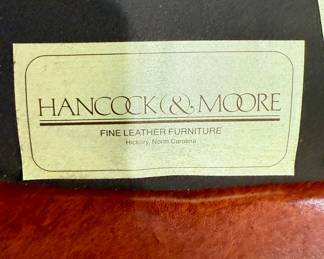 HANCOCK & MOORE
FINE LEATHER FURNITURE
Hickory, North Carolina